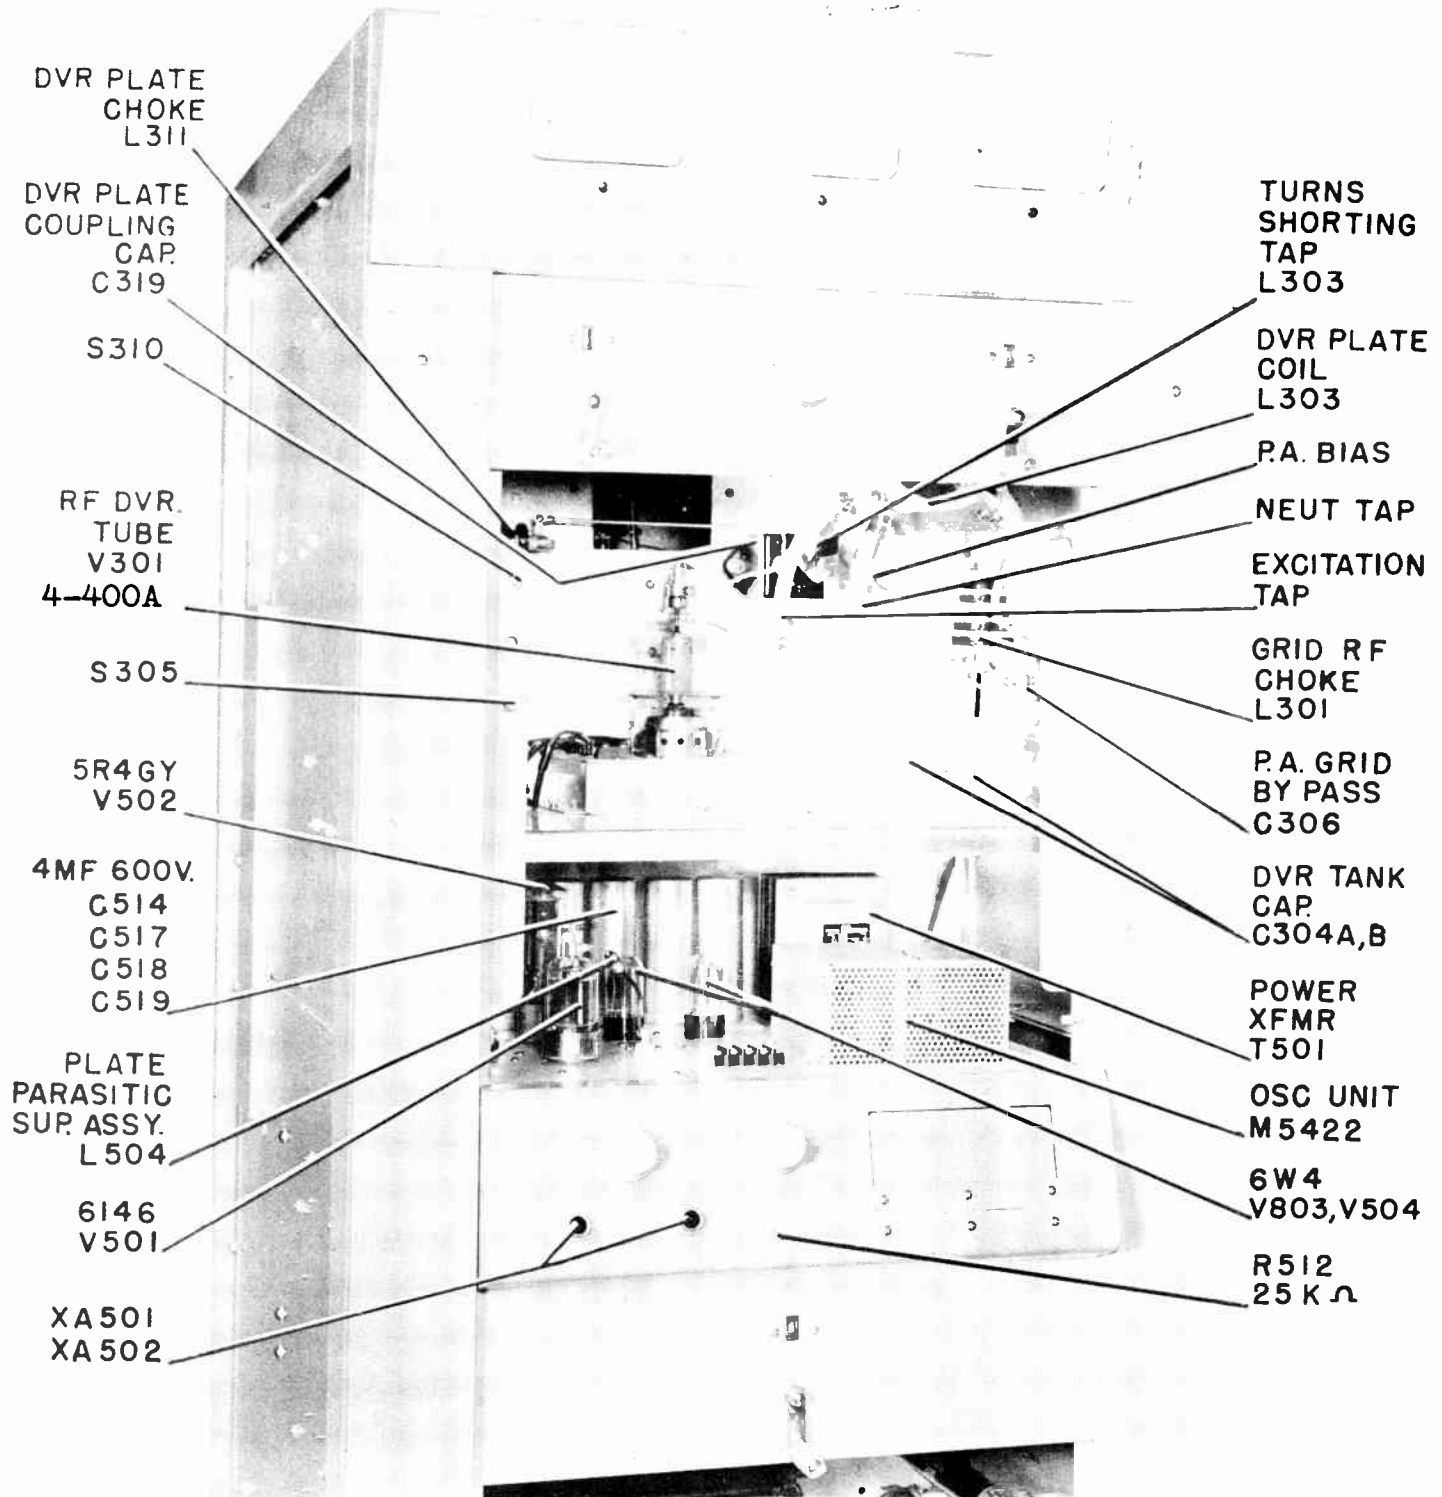 DVR PLATE
CHOKE
L311
DVR PLATE
COUPLING
CAP.
C319
S310
RF DVR.
TUBE
V301
4-400A
S305
5R4GY
V502
4MF 600V.
C514
C517
C518
C519
PLATE
PARASITIC
SUP. ASSY.
L504
6146
V501
XA501
XA502
TURNS
SHORTING
TAP
L303
DVR PLATE
COIL
L303
P.A. BIAS
NEUT TAP
EXCITATION
TAP
GRID RF
CHOKE
L301
P.A. GRID
BY PASS
C306
DVR TANK
CAP.
C304A,B
POWER
XFMR
T501
OSC UNIT
M5422
6W4
V803,V504
R512
25 K Ω